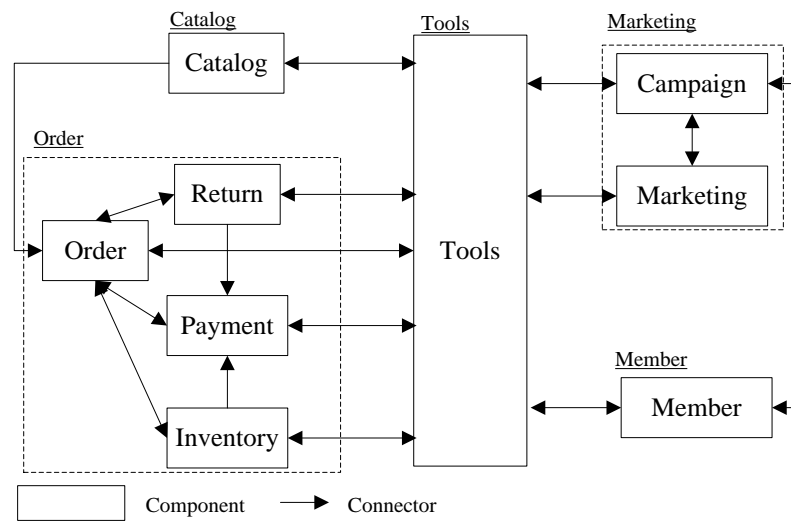 Catalog
Tools
Marketing
Catalog
Campaign
Order
Return
Marketing
Order
Tools
Payment
Member
Member
Inventory
Component
Connector